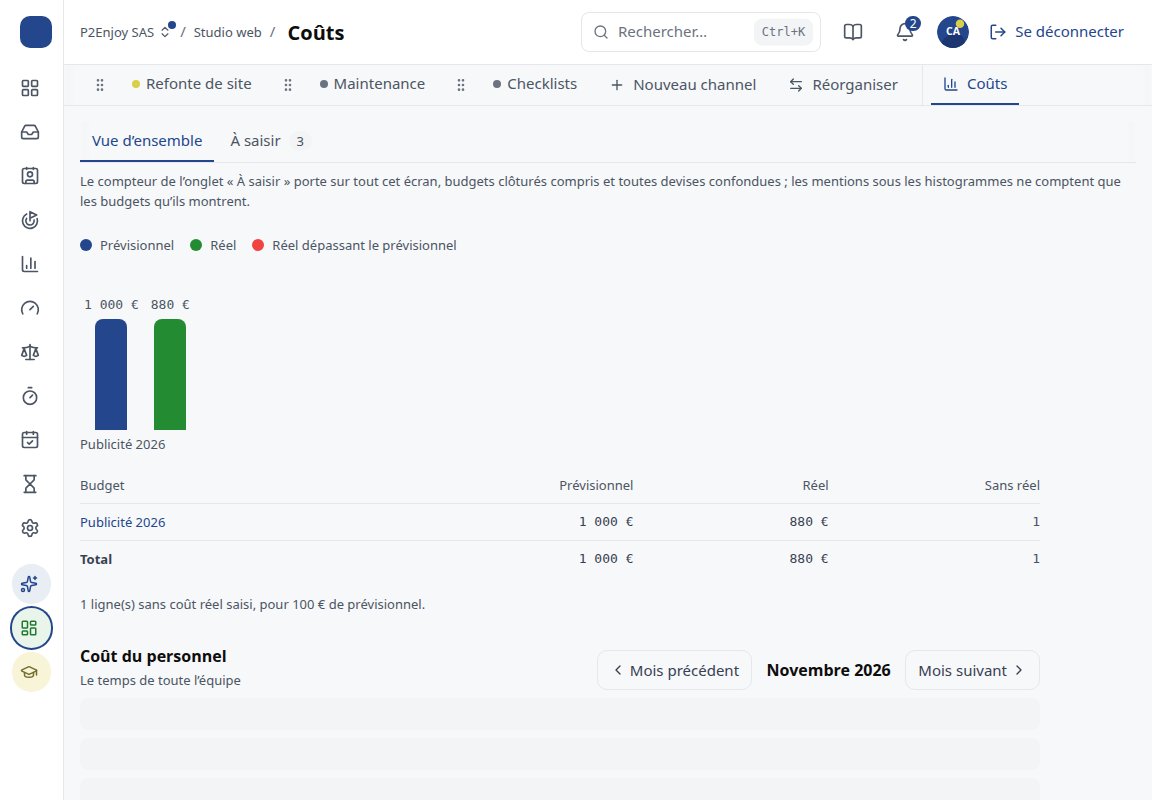 P2Enjoy SAS / Studio web / Coûts
Rechercher... Ctrl+K
2
CA
Se déconnecter
Refonte de site
Maintenance
Checklists
Nouveau channel
Réorganiser
Coûts
Vue d’ensemble
À saisir 3
Le compteur de l’onglet « À saisir » porte sur tout cet écran, budgets clôturés compris et toutes devises confondues ; les mentions sous les histogrammes ne comptent que
les budgets qu’ils montrent.
Prévisionnel Réel Réel dépassant le prévisionnel
1 000 € 880 €
Publicité 2026
Budget Prévisionnel Réel Sans réel
Publicité 2026 1 000 € 880 € 1
Total 1 000 € 880 € 1
1 ligne(s) sans coût réel saisi, pour 100 € de prévisionnel.
Coût du personnel
Le temps de toute l’équipe
Mois précédent Novembre 2026 Mois suivant